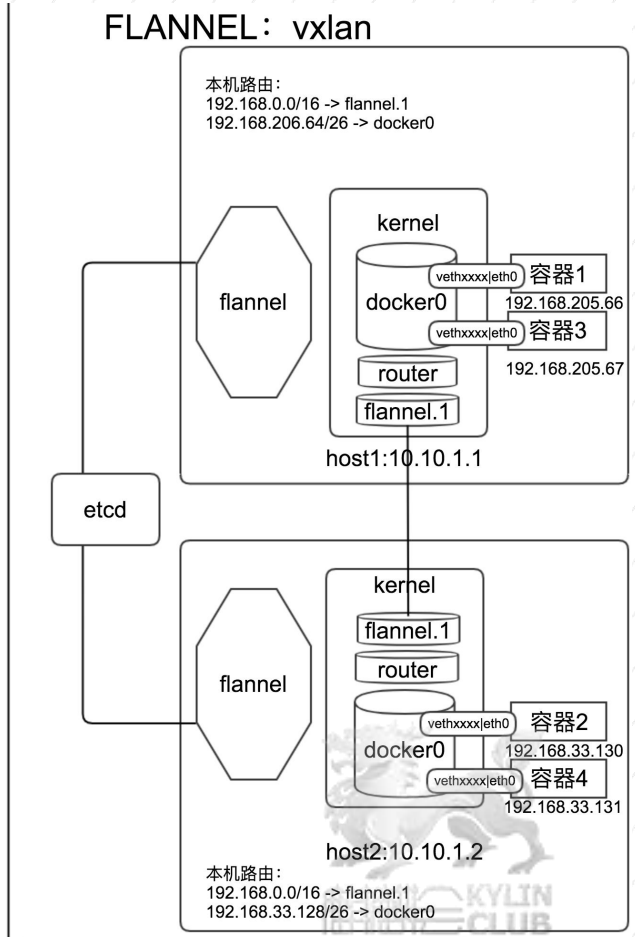 FLANNEL：vxlan
本机路由：
192.168.0.0/16 -> flannel.1
192.168.206.64/26 -> docker0
kernel
flannel
docker0
vethxxxx|eth0
容器1
192.168.205.66
vethxxxx|eth0
容器3
192.168.205.67
router
flannel.1
host1:10.10.1.1
etcd
kernel
flannel.1
router
flannel
docker0
vethxxxx|eth0
容器2
192.168.33.130
vethxxxx|eth0
容器4
192.168.33.131
host2:10.10.1.2
本机路由：
192.168.0.0/16 -> flannel.1
192.168.33.128/26 -> docker0
KYLIN
CLUB